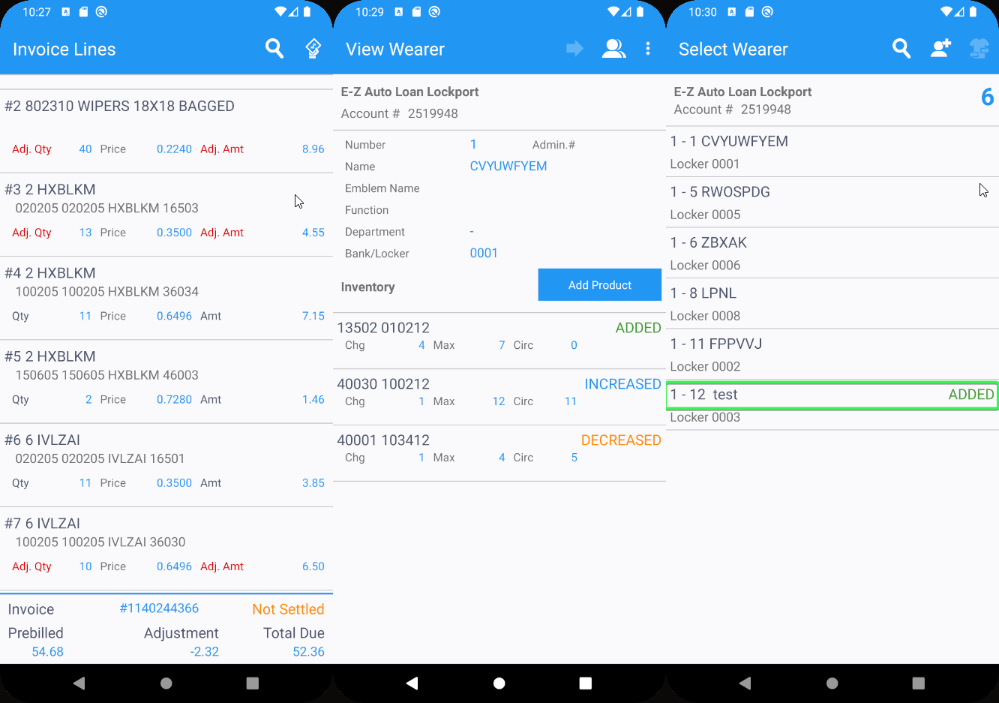 10:27
Invoice Lines
#2 802310 WIPERS 18X18 BAGGED
Adj. Qty 40 Price 0.2240 Adj. Amt 8.96
#3 2 HXBLKM
020205 020205 HXBLKM 16503
Adj. Qty 13 Price 0.3500 Adj. Amt 4.55
#4 2 HXBLKM
100205 100205 HXBLKM 36034
Qty 11 Price 0.6496 Amt 7.15
#5 2 HXBLKM
150605 150605 HXBLKM 46003
Qty 2 Price 0.7280 Amt 1.46
#6 6 IVLZAI
020205 020205 IVLZAI 16501
Qty 11 Price 0.3500 Amt 3.85
#7 6 IVLZAI
100205 100205 IVLZAI 36030
Adj. Qty 10 Price 0.6496 Adj. Amt 6.50
Invoice #1140244366 Not Settled
Prebilled Adjustment Total Due
54.68 -2.32 52.36
10:29
View Wearer
E-Z Auto Loan Lockport
Account # 2519948
Number 1 Admin.#
Name CVYUWFYEM
Emblem Name
Function
Department -
Bank/Locker 0001
Inventory Add Product
13502 010212 ADDED
Chg 4 Max 7 Circ 0
40030 100212 INCREASED
Chg 1 Max 12 Circ 11
40001 103412 DECREASED
Chg 1 Max 4 Circ 5
10:30
Select Wearer
E-Z Auto Loan Lockport 6
Account # 2519948
1 - 1 CVYUWFYEM
Locker 0001
1 - 5 RWOSPDG
Locker 0005
1 - 6 ZBXAK
Locker 0006
1 - 8 LPNL
Locker 0008
1 - 11 FPPVVJ
Locker 0002
1 - 12 test ADDED
Locker 0003